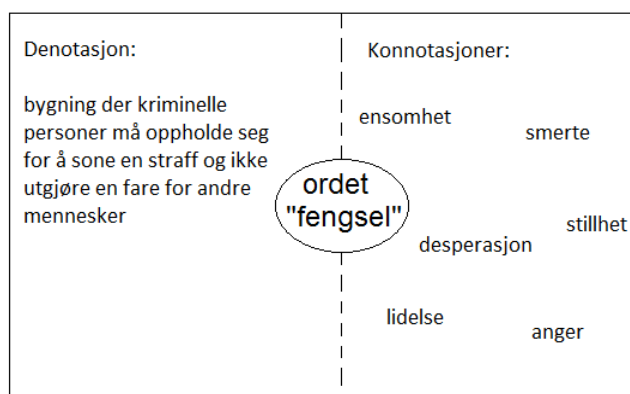 Denotasjon:
bygning der kriminelle
personer må oppholde seg
for å sone en straff og ikke
utgjøre en fare for andre
mennesker
ordet
"fengsel"
Konnotasjoner:
ensomhet
smerte
stillhet
desperasjon
lidelse
anger